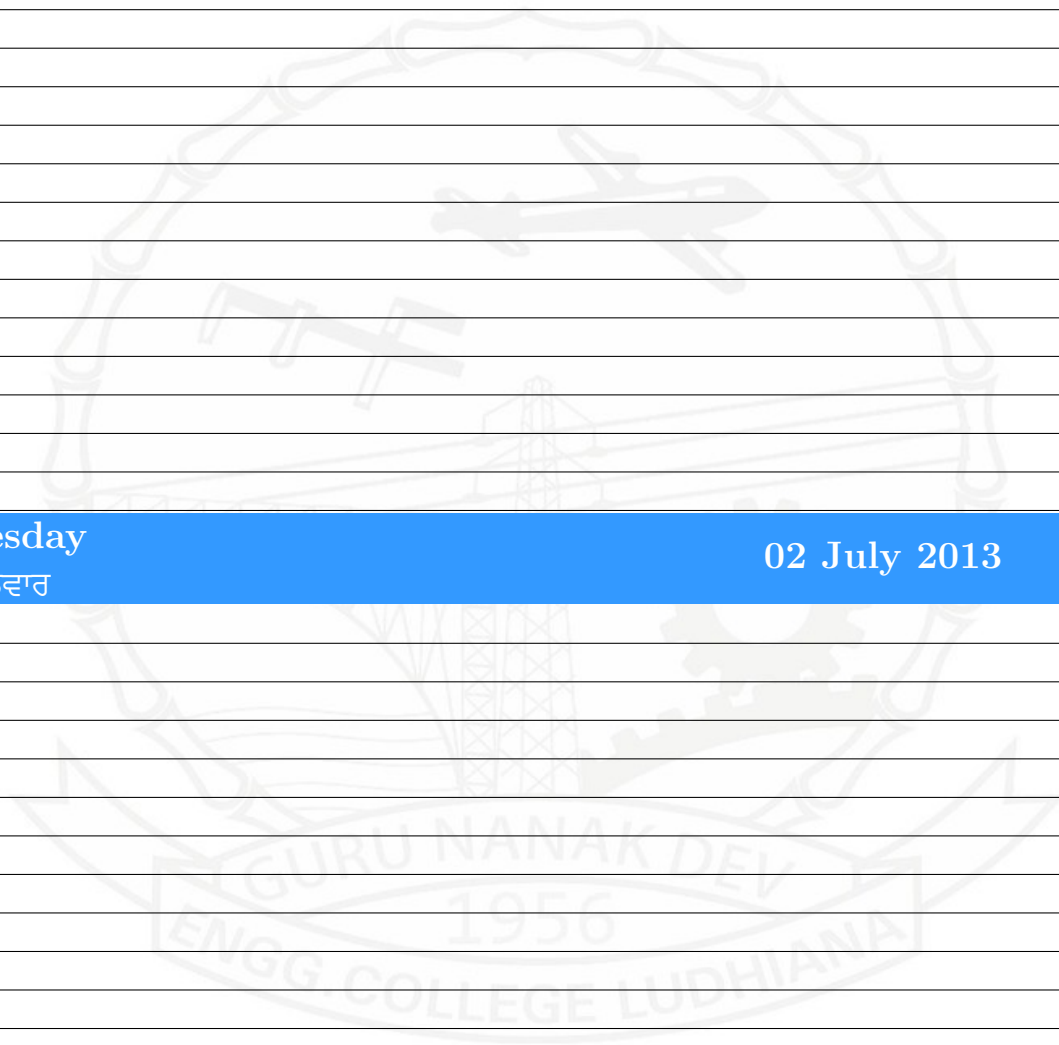 esday
ਵਾਰ
02 July 2013
GURU NANAK DEV
1956
ENGG. COLLEGE LUDHIANA